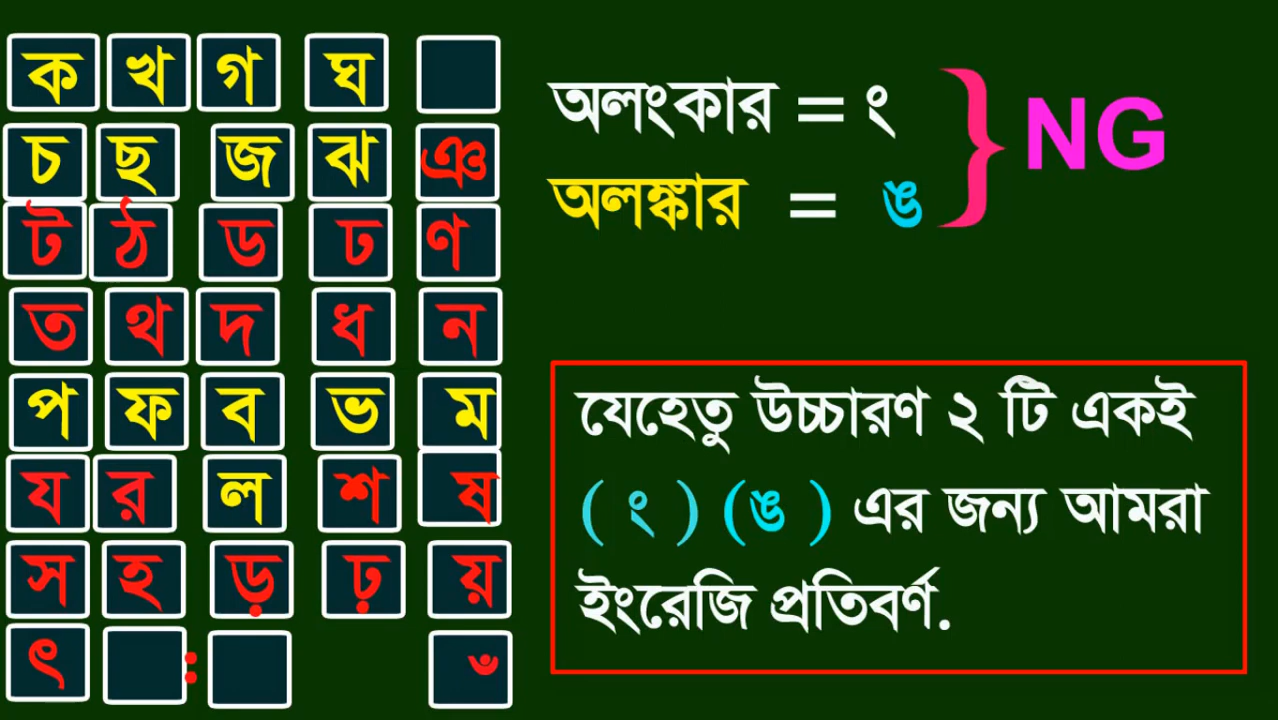 ক খ গ ঘ
চ ছ জ ঝ ঞ
ট ঠ ড ঢ ণ
ত থ দ ধ ন
প ফ ব ভ ম
য র ল শ ষ
স হ ড় ঢ় য়
ৎ ঃ ঁ
অলংকার = ং
অলঙ্কার = ঙ
NG
যেহেতু উচ্চারণ ২ টি একই
( ং ) (ঙ ) এর জন্য আমরা
ইংরেজি প্রতিবর্ণ.